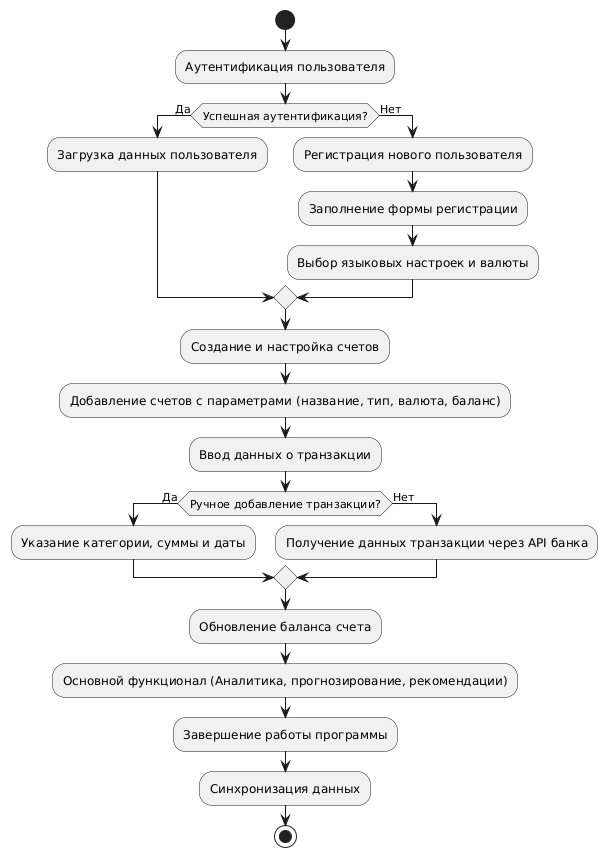 Аутентификация пользователя
Да
Успешная аутентификация?
Нет
Загрузка данных пользователя
Регистрация нового пользователя
Заполнение формы регистрации
Выбор языковых настроек и валюты
Создание и настройка счетов
Добавление счетов с параметрами (название, тип, валюта, баланс)
Ввод данных о транзакции
Да
Ручное добавление транзакции?
Нет
Указание категории, суммы и даты
Получение данных транзакции через API банка
Обновление баланса счета
Основной функционал (Аналитика, прогнозирование, рекомендации)
Завершение работы программы
Синхронизация данных